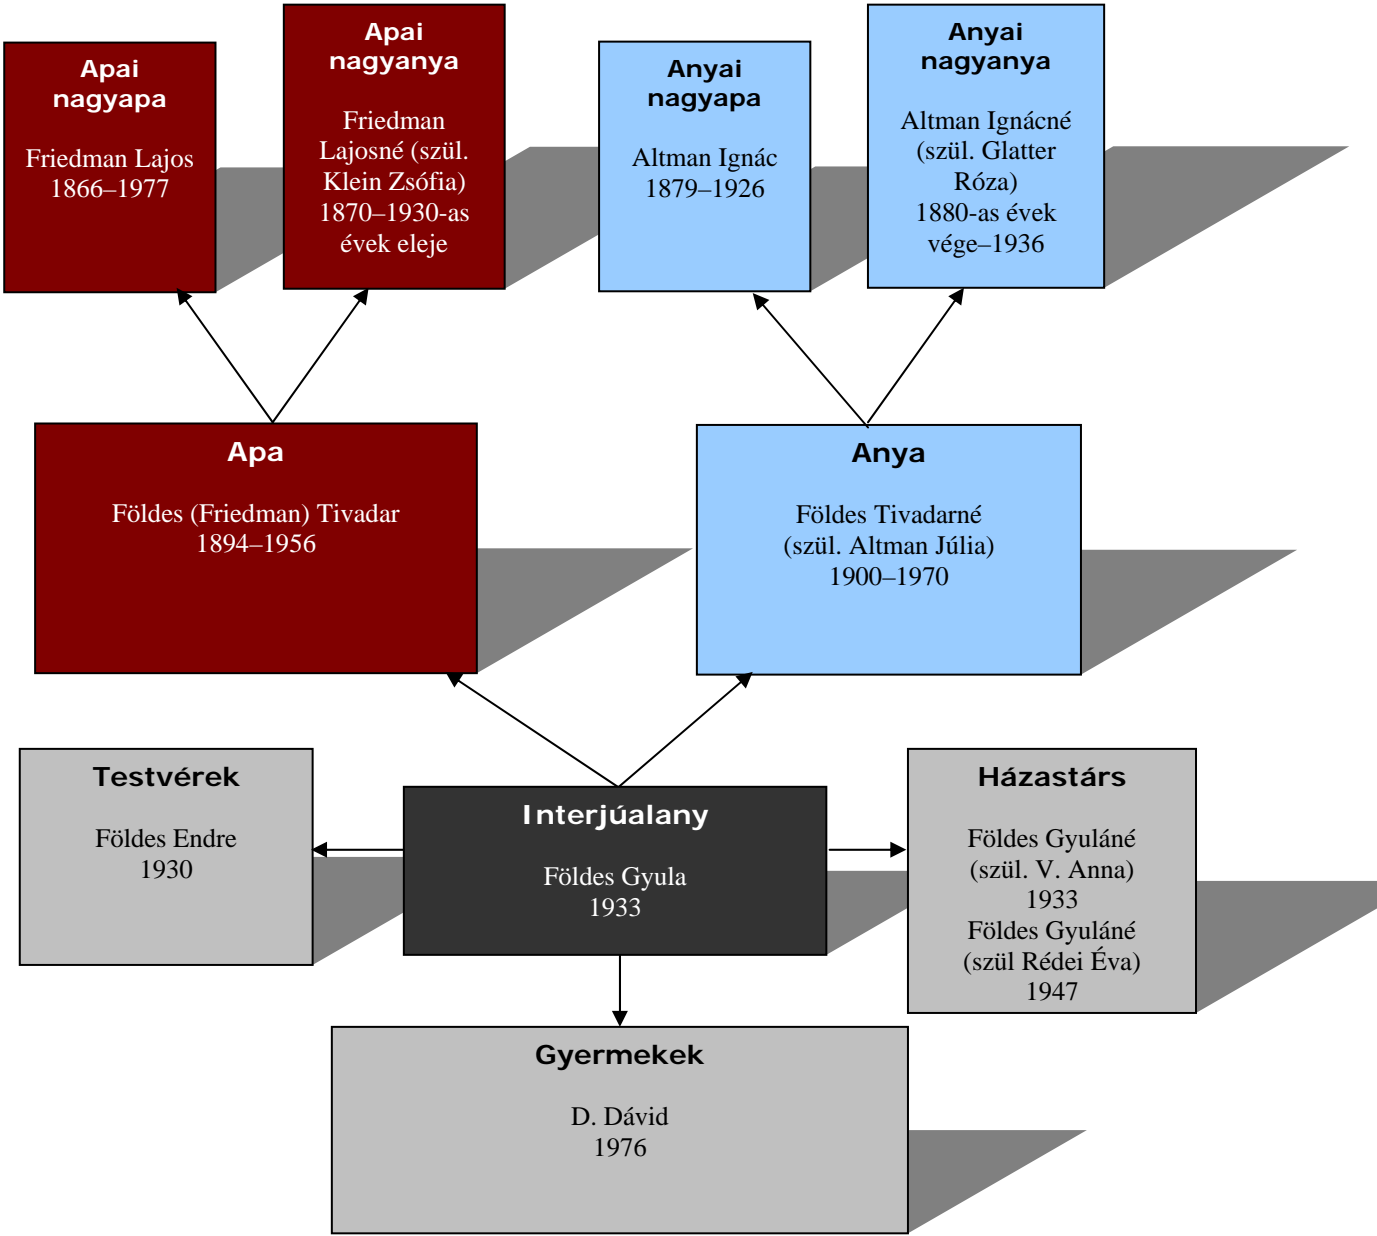 Apai
nagyapa
Friedman Lajos
1866–1977
Apai
nagyanya
Friedman
Lajosné (szül.
Klein Zsófia)
1870–1930-as
évek eleje
Anyai
nagyapa
Altman Ignác
1879–1926
Anyai
nagyanya
Altman Ignácné
(szül. Glatter
Róza)
1880-as évek
vége–1936
Apa
Földes (Friedman) Tivadar
1894–1956
Anya
Földes Tivadarné
(szül. Altman Júlia)
1900–1970
Testvérek
Földes Endre
1930
Interjúalany
Földes Gyula
1933
Házastárs
Földes Gyuláné
(szül. V. Anna)
1933
Földes Gyuláné
(szül Rédei Éva)
1947
Gyermekek
D. Dávid
1976